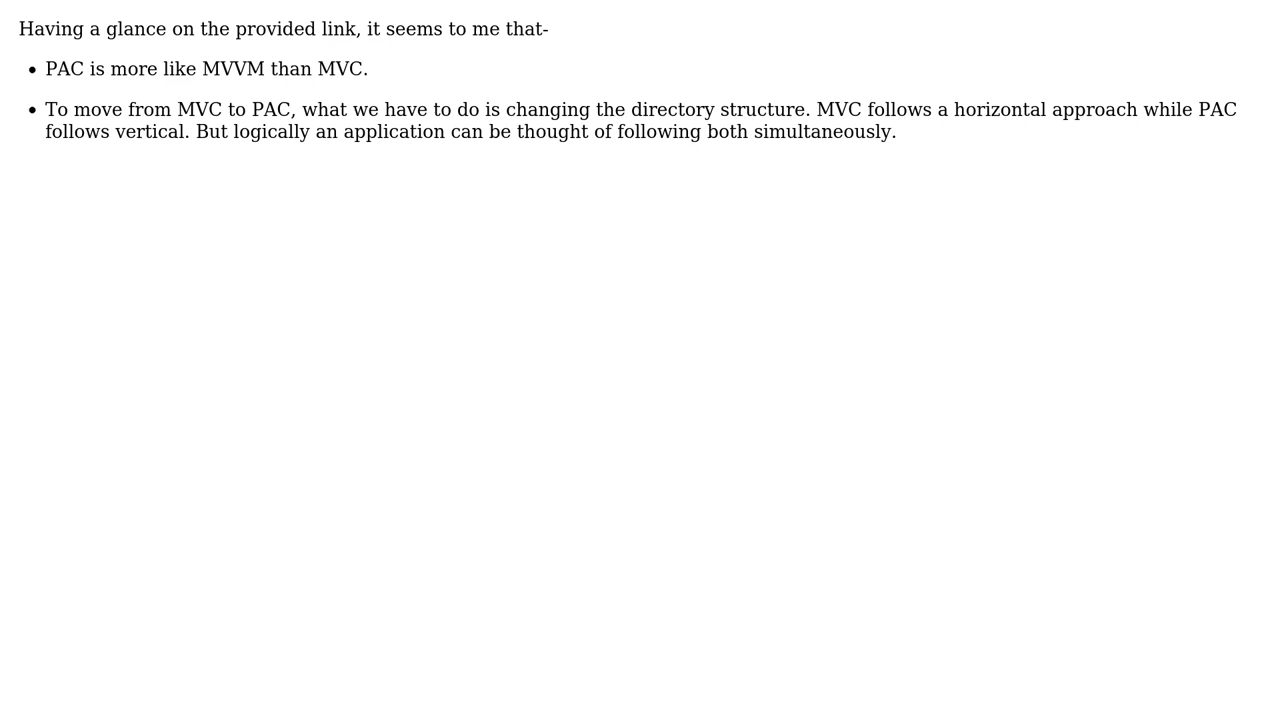 Having a glance on the provided link, it seems to me that-
• PAC is more like MVVM than MVC.
• To move from MVC to PAC, what we have to do is changing the directory structure. MVC follows a horizontal approach while PAC
follows vertical. But logically an application can be thought of following both simultaneously.